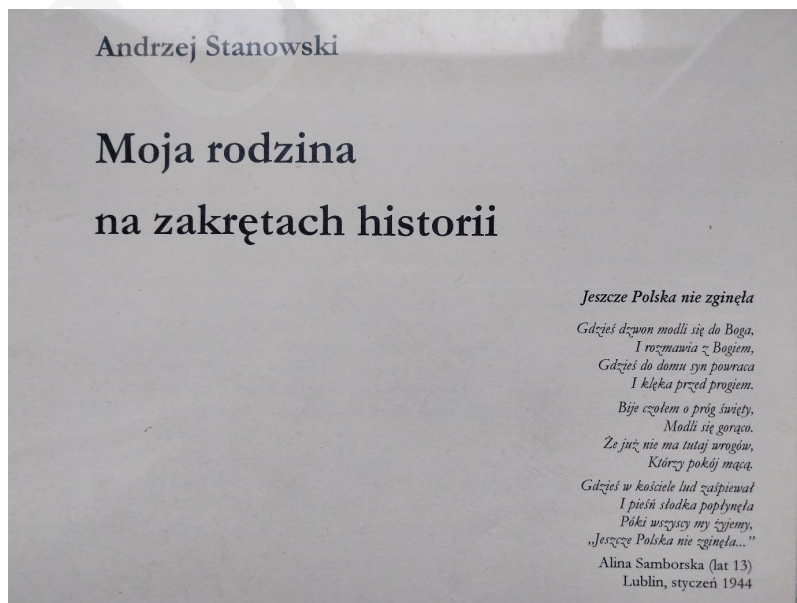 Andrzej Stanowski
Moja rodzina
na zakrętach historii
Jeszcze Polska nie zginęła
Gdzieś dzwon modli się do Boga,
I rozmawia z Bogiem,
Gdzieś do domu syn powraca
I klęka przed progiem.
Bije czołem o próg święty,
Modli się gorąco.
Że już nie ma tutaj wrogów,
Którzy pokój mącą.
Gdzieś w kościele lud zaśpiewał
I pieśń słodka popłynęła
Póki wszyscy my żyjemy,
„Jeszcze Polska nie zginęła...”
Alina Samborska (lat 13)
Lublin, styczeń 1944